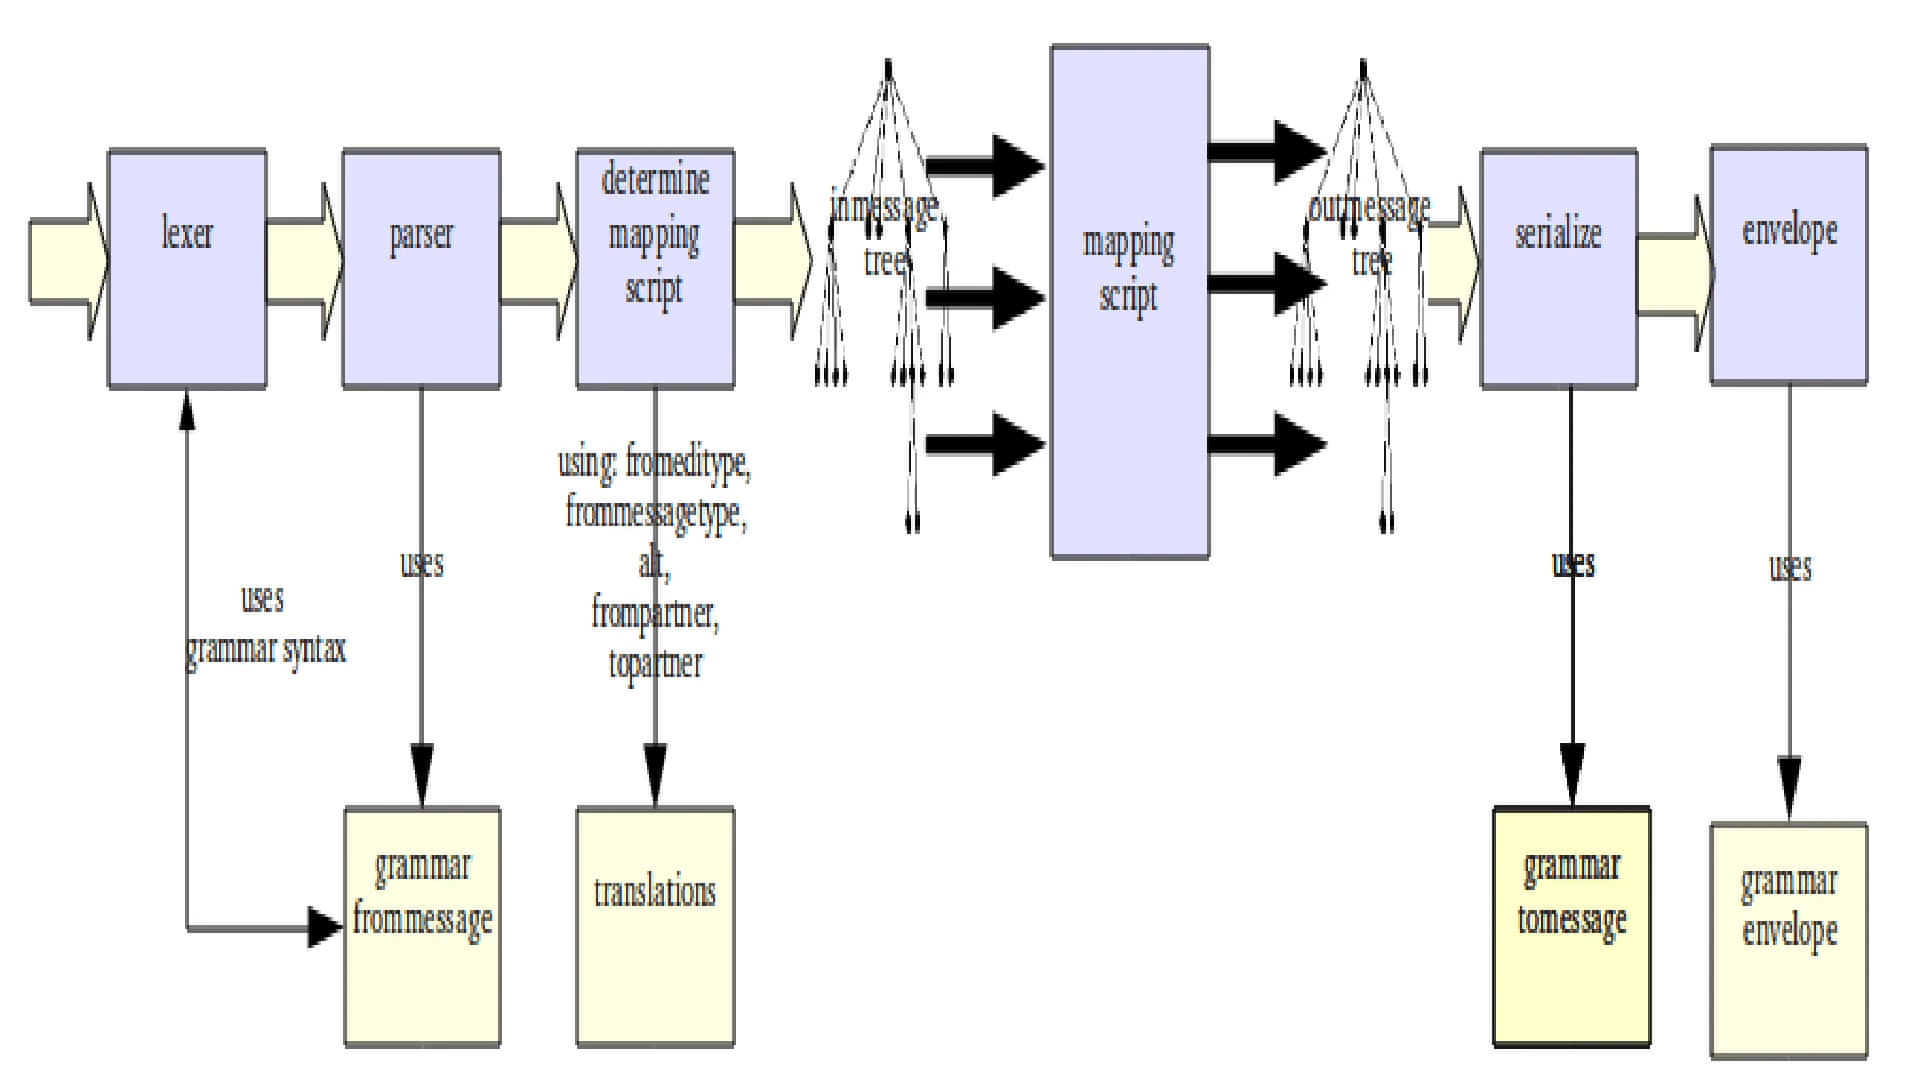 lexer
parser
determine
mapping
script
inmessage
tree
mapping
script
outmessage
tree
serialize
envelope
using: fromeditype,
frommessagetype,
alt,
frompartner,
topartner
uses
uses
grammar syntax
uses
uses
grammar
frommessage
translations
grammar
tomessage
grammar
envelope